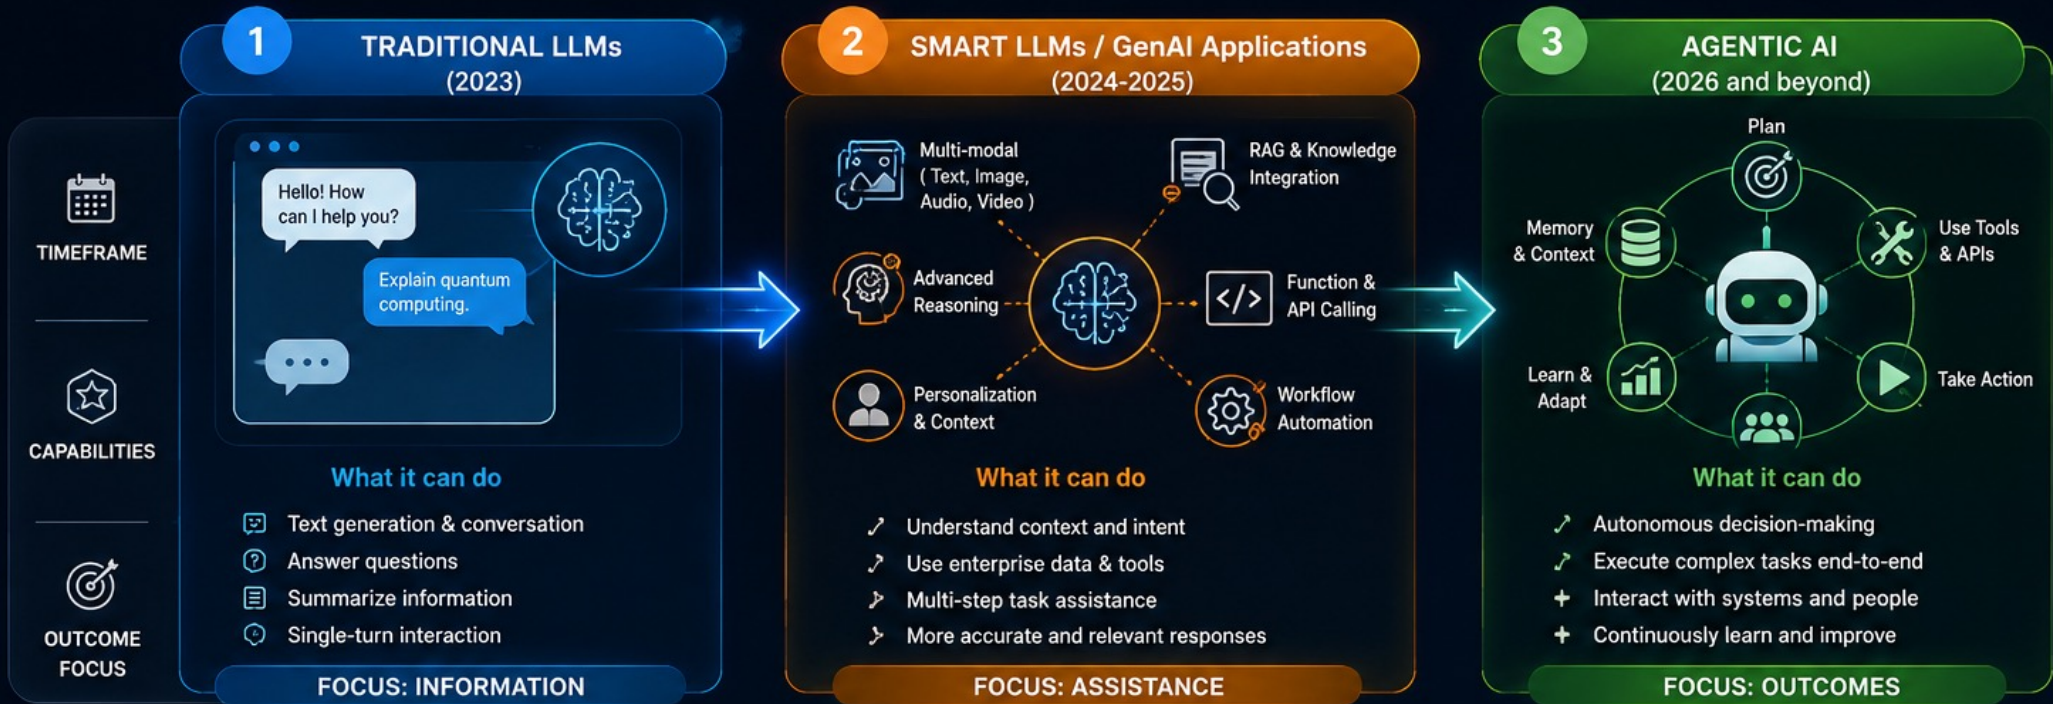 TIMEFRAME
CAPABILITIES
OUTCOME
FOCUS
1
TRADITIONAL LLMs
(2023)
Hello! How
can I help you?
Explain quantum
computing.
What it can do
Text generation & conversation
Answer questions
Summarize information
Single-turn interaction
FOCUS: INFORMATION
2
SMART LLMs / GenAI Applications
(2024-2025)
Multi-modal
( Text, Image,
Audio, Video )
RAG & Knowledge
Integration
Advanced
Reasoning
</>
Function &
API Calling
Personalization
& Context
Workflow
Automation
What it can do
Understand context and intent
Use enterprise data & tools
Multi-step task assistance
More accurate and relevant responses
FOCUS: ASSISTANCE
3
AGENTIC AI
(2026 and beyond)
Plan
Memory
& Context
Use Tools
& APIs
Learn &
Adapt
Take Action
What it can do
Autonomous decision-making
Execute complex tasks end-to-end
Interact with systems and people
Continuously learn and improve
FOCUS: OUTCOMES